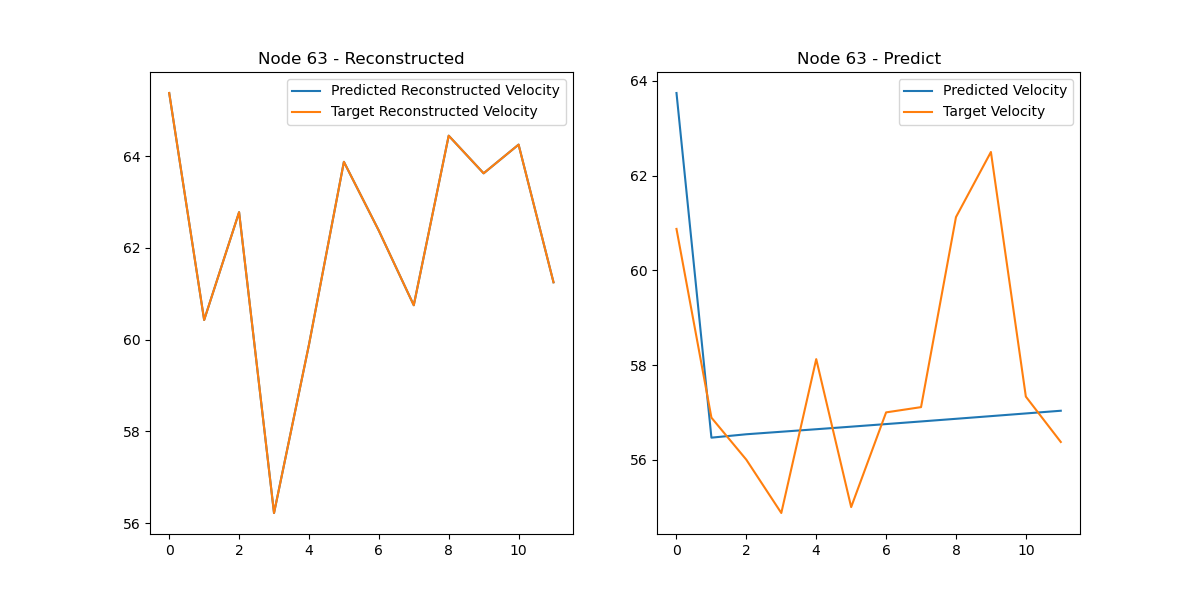 Node 63 - Reconstructed
Predicted Reconstructed Velocity
Target Reconstructed Velocity
64
62
60
58
56
0 2 4 6 8 10
Node 63 - Predict
Predicted Velocity
Target Velocity
64
62
60
58
56
0 2 4 6 8 10